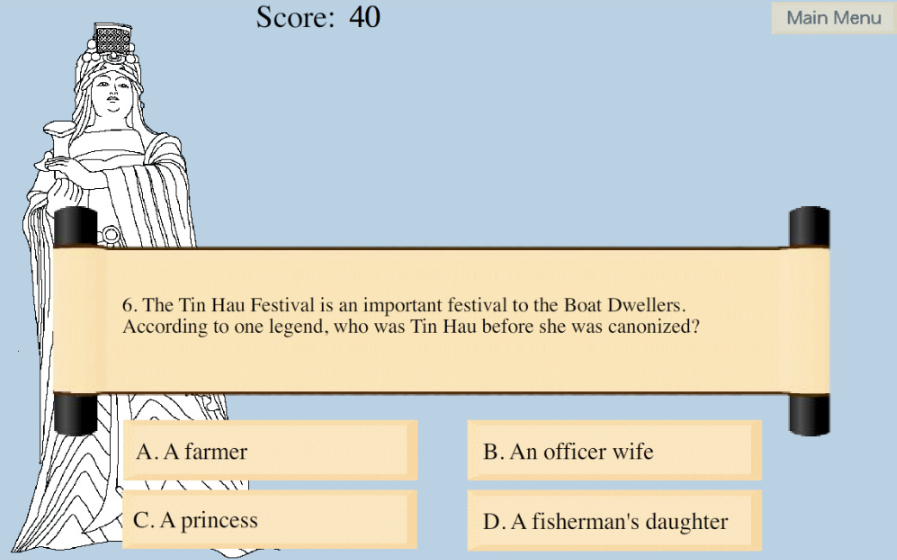 Score: 40
Main Menu
6. The Tin Hau Festival is an important festival to the Boat Dwellers.
According to one legend, who was Tin Hau before she was canonized?
A. A farmer
B. An officer wife
C. A princess
D. A fisherman's daughter